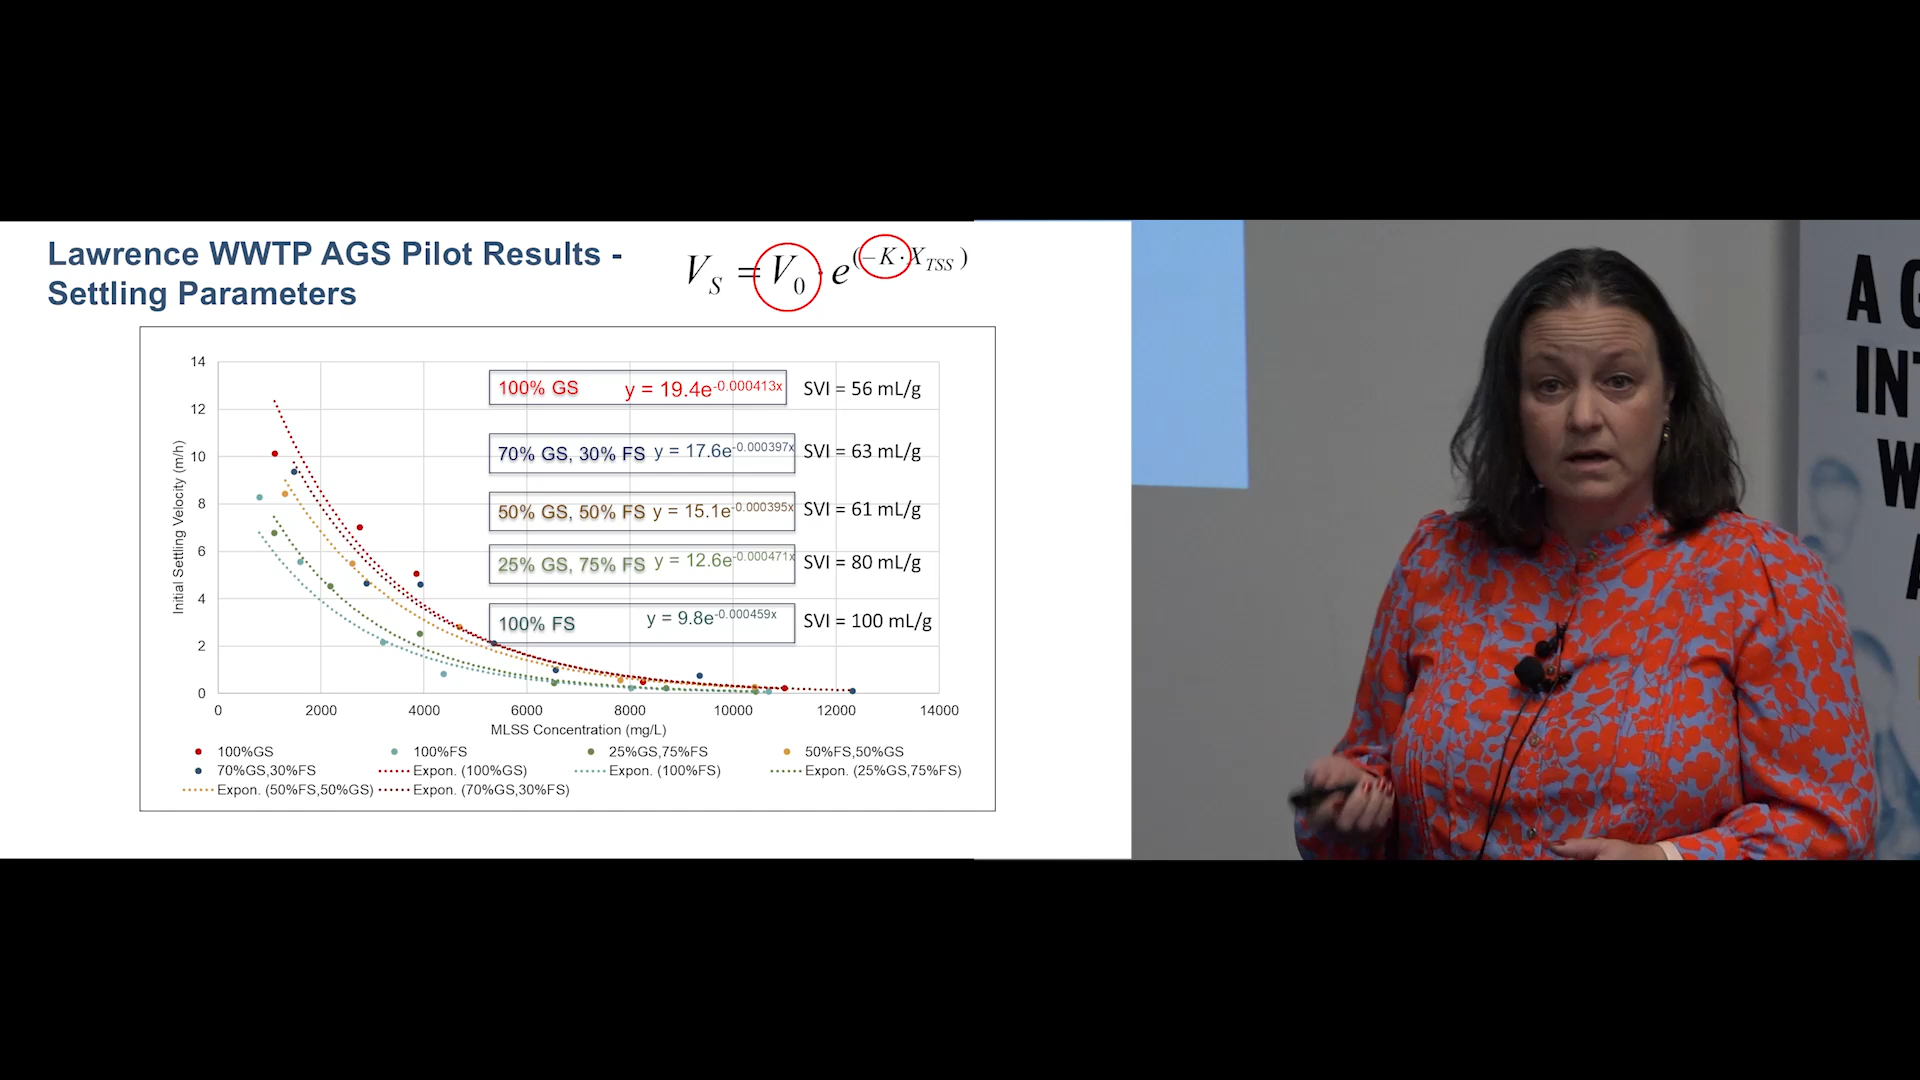 Lawrence WWTP AGS Pilot Results -
Settling Parameters
V_S = V_0 · e^(-K·X_TSS)
14
12
10
8
6
4
2
0
Initial Settling Velocity (m/h)
100% GS y = 19.4e^-0.000413x SVI = 56 mL/g
70% GS, 30% FS y = 17.6e^-0.000397x SVI = 63 mL/g
50% GS, 50% FS y = 15.1e^-0.000395x SVI = 61 mL/g
25% GS, 75% FS y = 12.6e^-0.000471x SVI = 80 mL/g
100% FS y = 9.8e^-0.000459x SVI = 100 mL/g
0 2000 4000 6000 8000 10000 12000 14000
MLSS Concentration (mg/L)
100%GS 100%FS 25%GS,75%FS 50%FS,50%GS
70%GS,30%FS Expon. (100%GS) Expon. (100%FS) Expon. (25%GS,75%FS)
Expon. (50%FS,50%GS) Expon. (70%GS,30%FS)
A